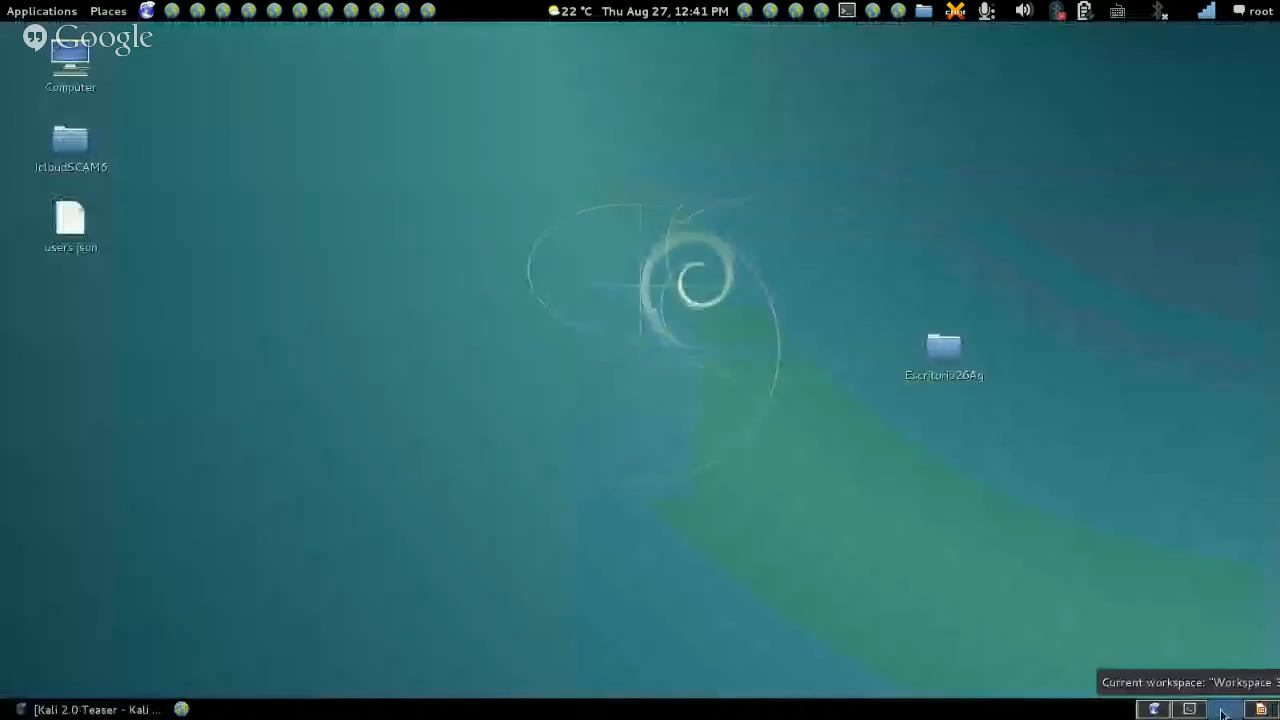 Applications Places 22 °C Thu Aug 27, 12:41 PM root
Google
Computer
IcloudSCAM6
users.json
Escritorio26Ag
Current workspace: "Workspace 3
[Kali 2.0 Teaser - Kali ...